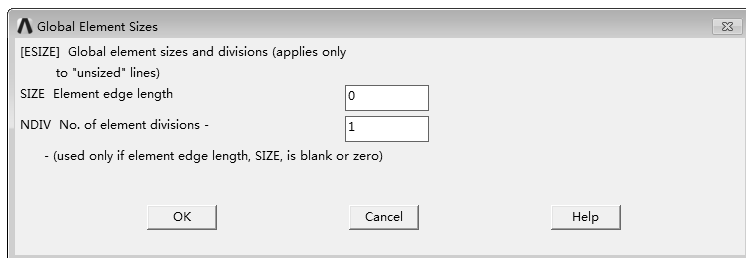 Global Element Sizes
[ESIZE] Global element sizes and divisions (applies only
to "unsized" lines)
SIZE Element edge length 0
NDIV No. of element divisions - 1
- (used only if element edge length, SIZE, is blank or zero)
OK Cancel Help